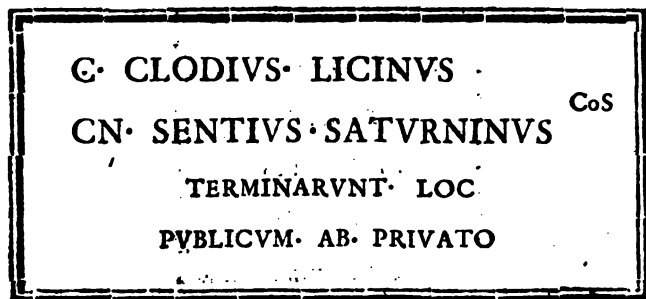 C· CLODIVS· LICINVS
CoS
CN· SENTIVS· SATVRNINVS
TERMINARVNT· LOC
PVBLICVM· AB· PRIVATO